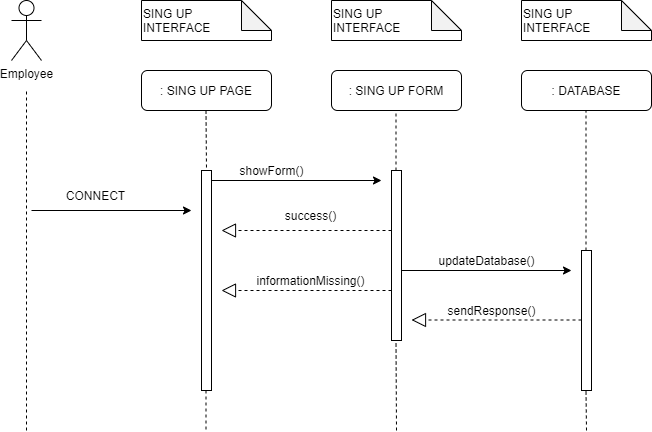 SING UP
INTERFACE
SING UP
INTERFACE
SING UP
INTERFACE
Employee
: SING UP PAGE
: SING UP FORM
: DATABASE
showForm()
CONNECT
success()
updateDatabase()
informationMissing()
sendResponse()